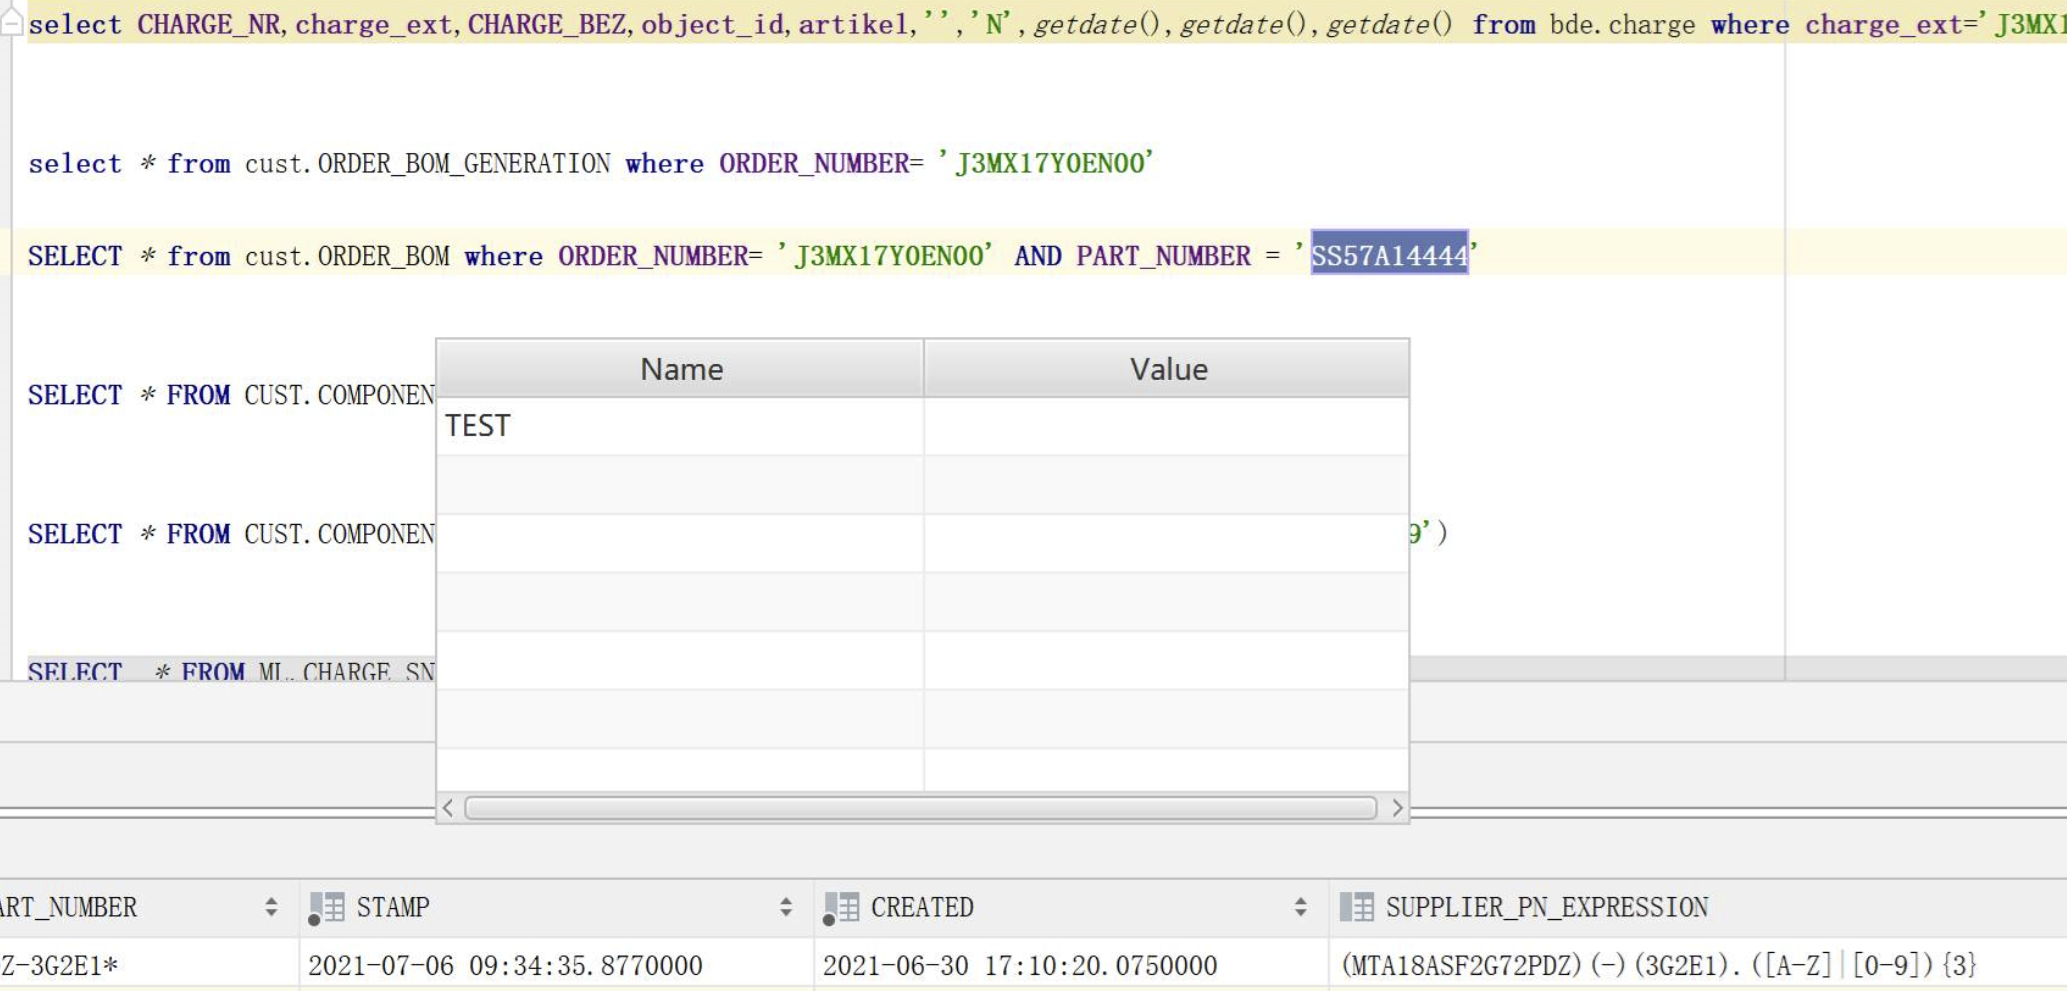 select CHARGE_NR,charge_ext,CHARGE_BEZ,object_id,artikel,'','N',getdate(),getdate(),getdate() from bde.charge where charge_ext='J3MX1
select * from cust.ORDER_BOM_GENERATION where ORDER_NUMBER= 'J3MX17Y0EN00'
SELECT * from cust.ORDER_BOM where ORDER_NUMBER= 'J3MX17Y0EN00' AND PART_NUMBER = 'SS57A14444'
Name Value
SELECT * FROM CUST.COMPONEN
TEST
SELECT * FROM CUST.COMPONEN 9')
SELECT * FROM ML.CHARGE_SN
ART_NUMBER STAMP CREATED SUPPLIER_PN_EXPRESSION
Z-3G2E1* 2021-07-06 09:34:35.8770000 2021-06-30 17:10:20.0750000 (MTA18ASF2G72PDZ)(-)(3G2E1).([A-Z]|[0-9]){3}